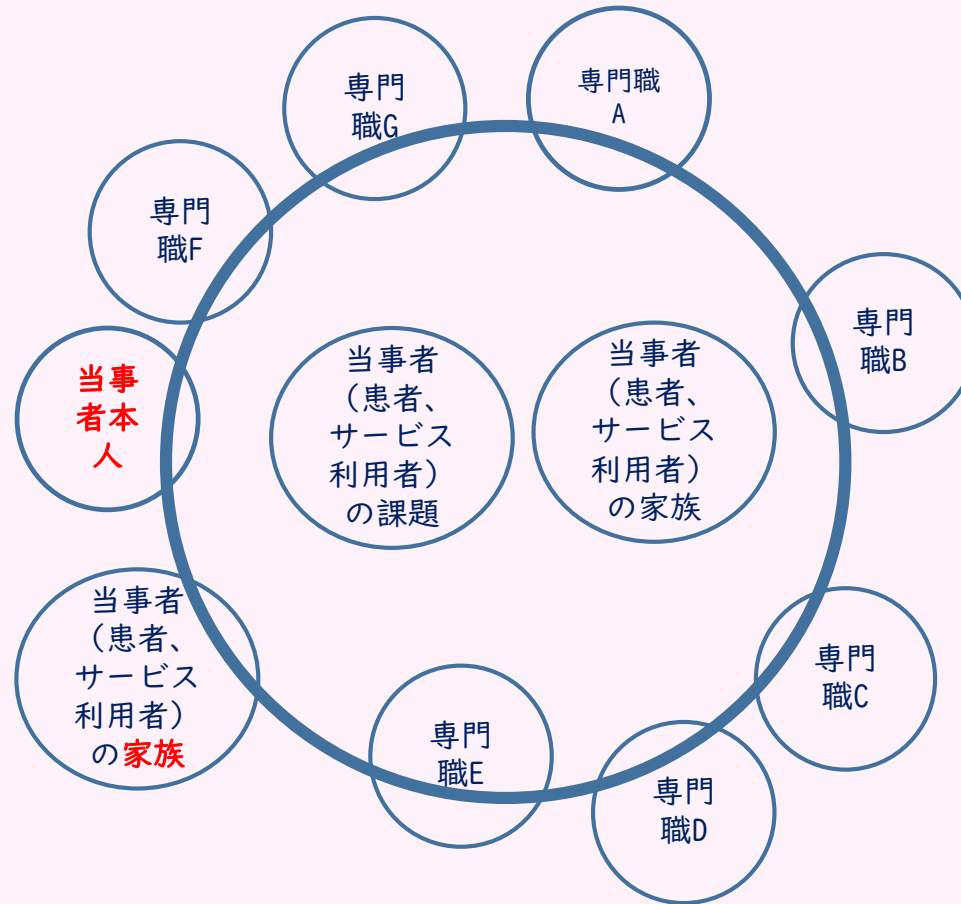 専門
職G
専門職
A
専門
職F
専門
職B
当事
者本
人
当事者
（患者、
サービス
利用者）
の課題
当事者
（患者、
サービス
利用者）
の家族
当事者
（患者、
サービス
利用者）
の家族
専門
職C
専門
職E
専門
職D